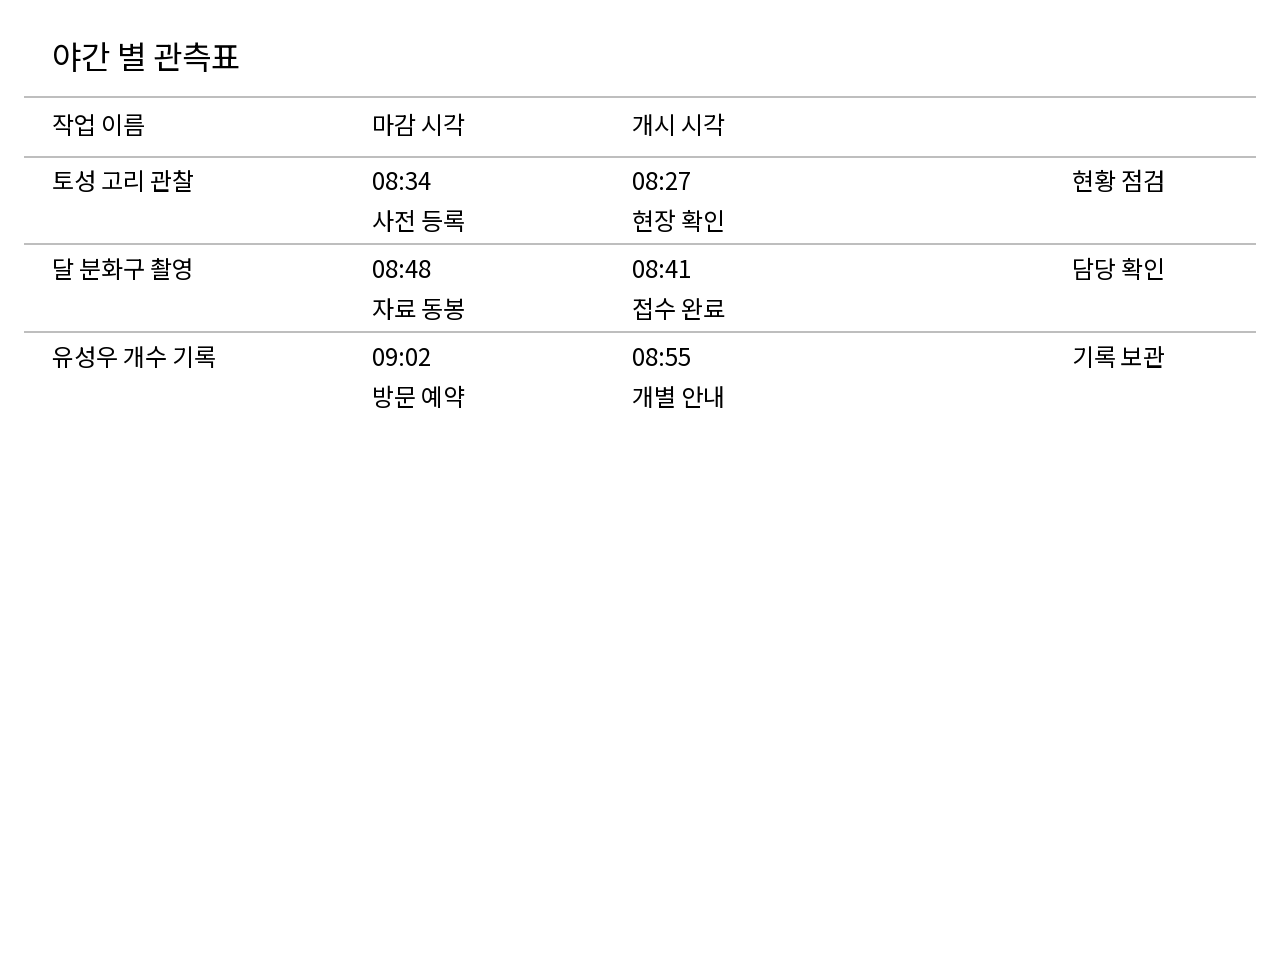 야간 별 관측표
작업 이름 마감 시각 개시 시각
토성 고리 관찰 08:34 08:27 현황 점검
사전 등록 현장 확인
달 분화구 촬영 08:48 08:41 담당 확인
자료 동봉 접수 완료
유성우 개수 기록 09:02 08:55 기록 보관
방문 예약 개별 안내